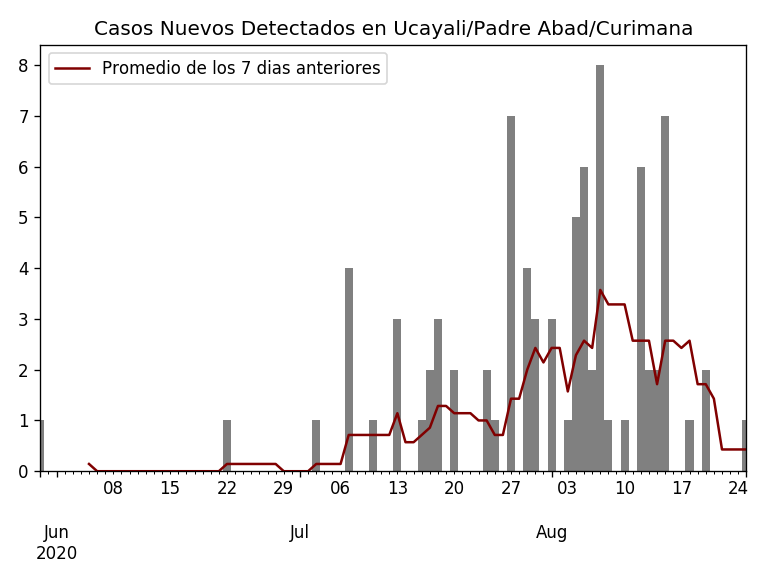 Casos Nuevos Detectados en Ucayali/Padre Abad/Curimana
Promedio de los 7 dias anteriores
8
7
6
5
4
3
2
1
0
08 15 22 29 06 13 20 27 03 10 17 24
Jun Jul Aug
2020